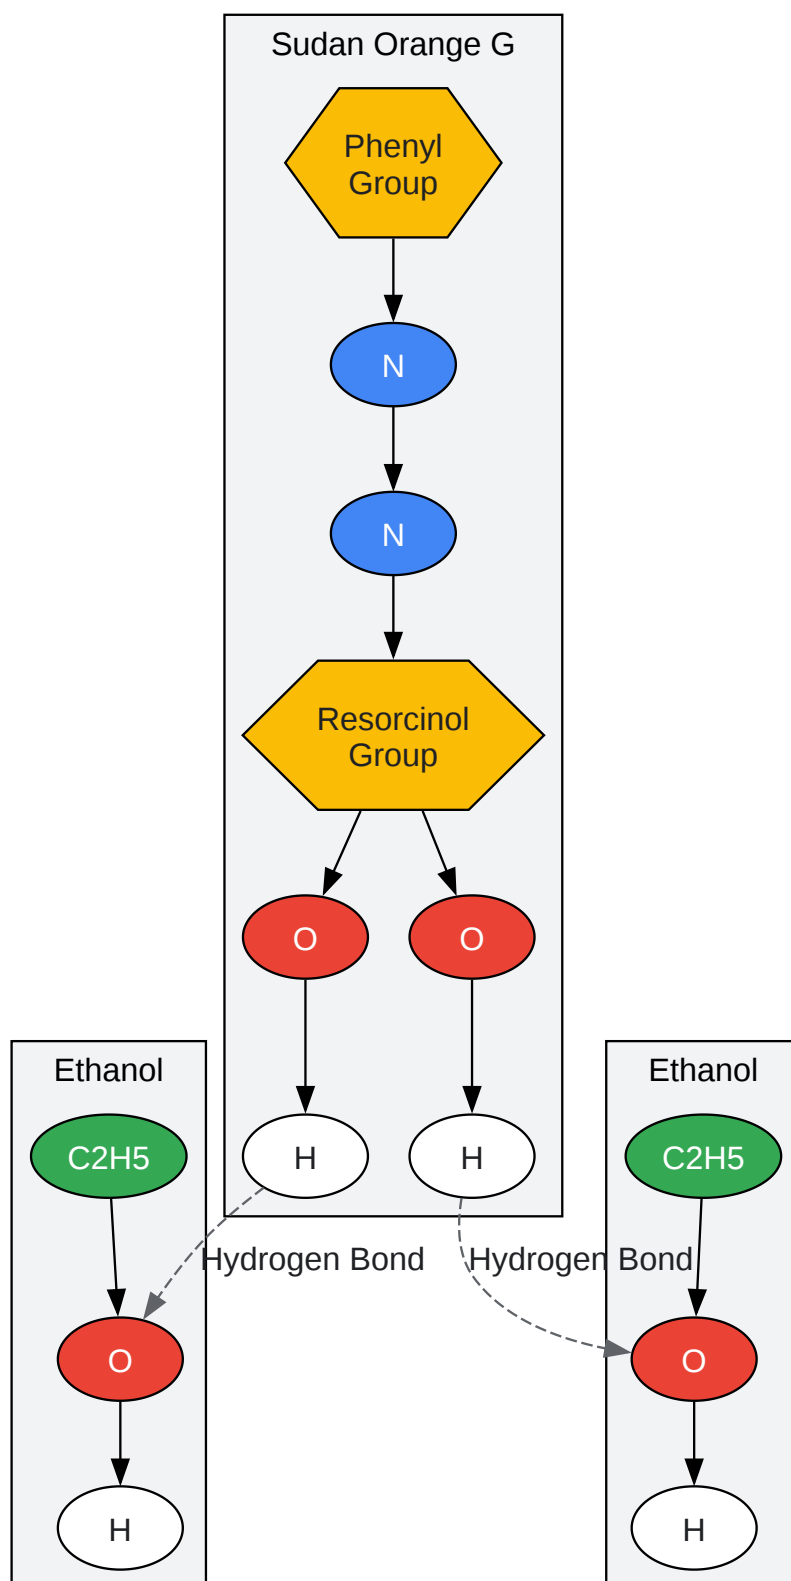 Sudan Orange G
Phenyl
Group
N
N
Resorcinol
Group
O
O
Ethanol
Ethanol
C2H5
H
H
C2H5
Hydrogen Bond
Hydrogen Bond
O
O
H
H